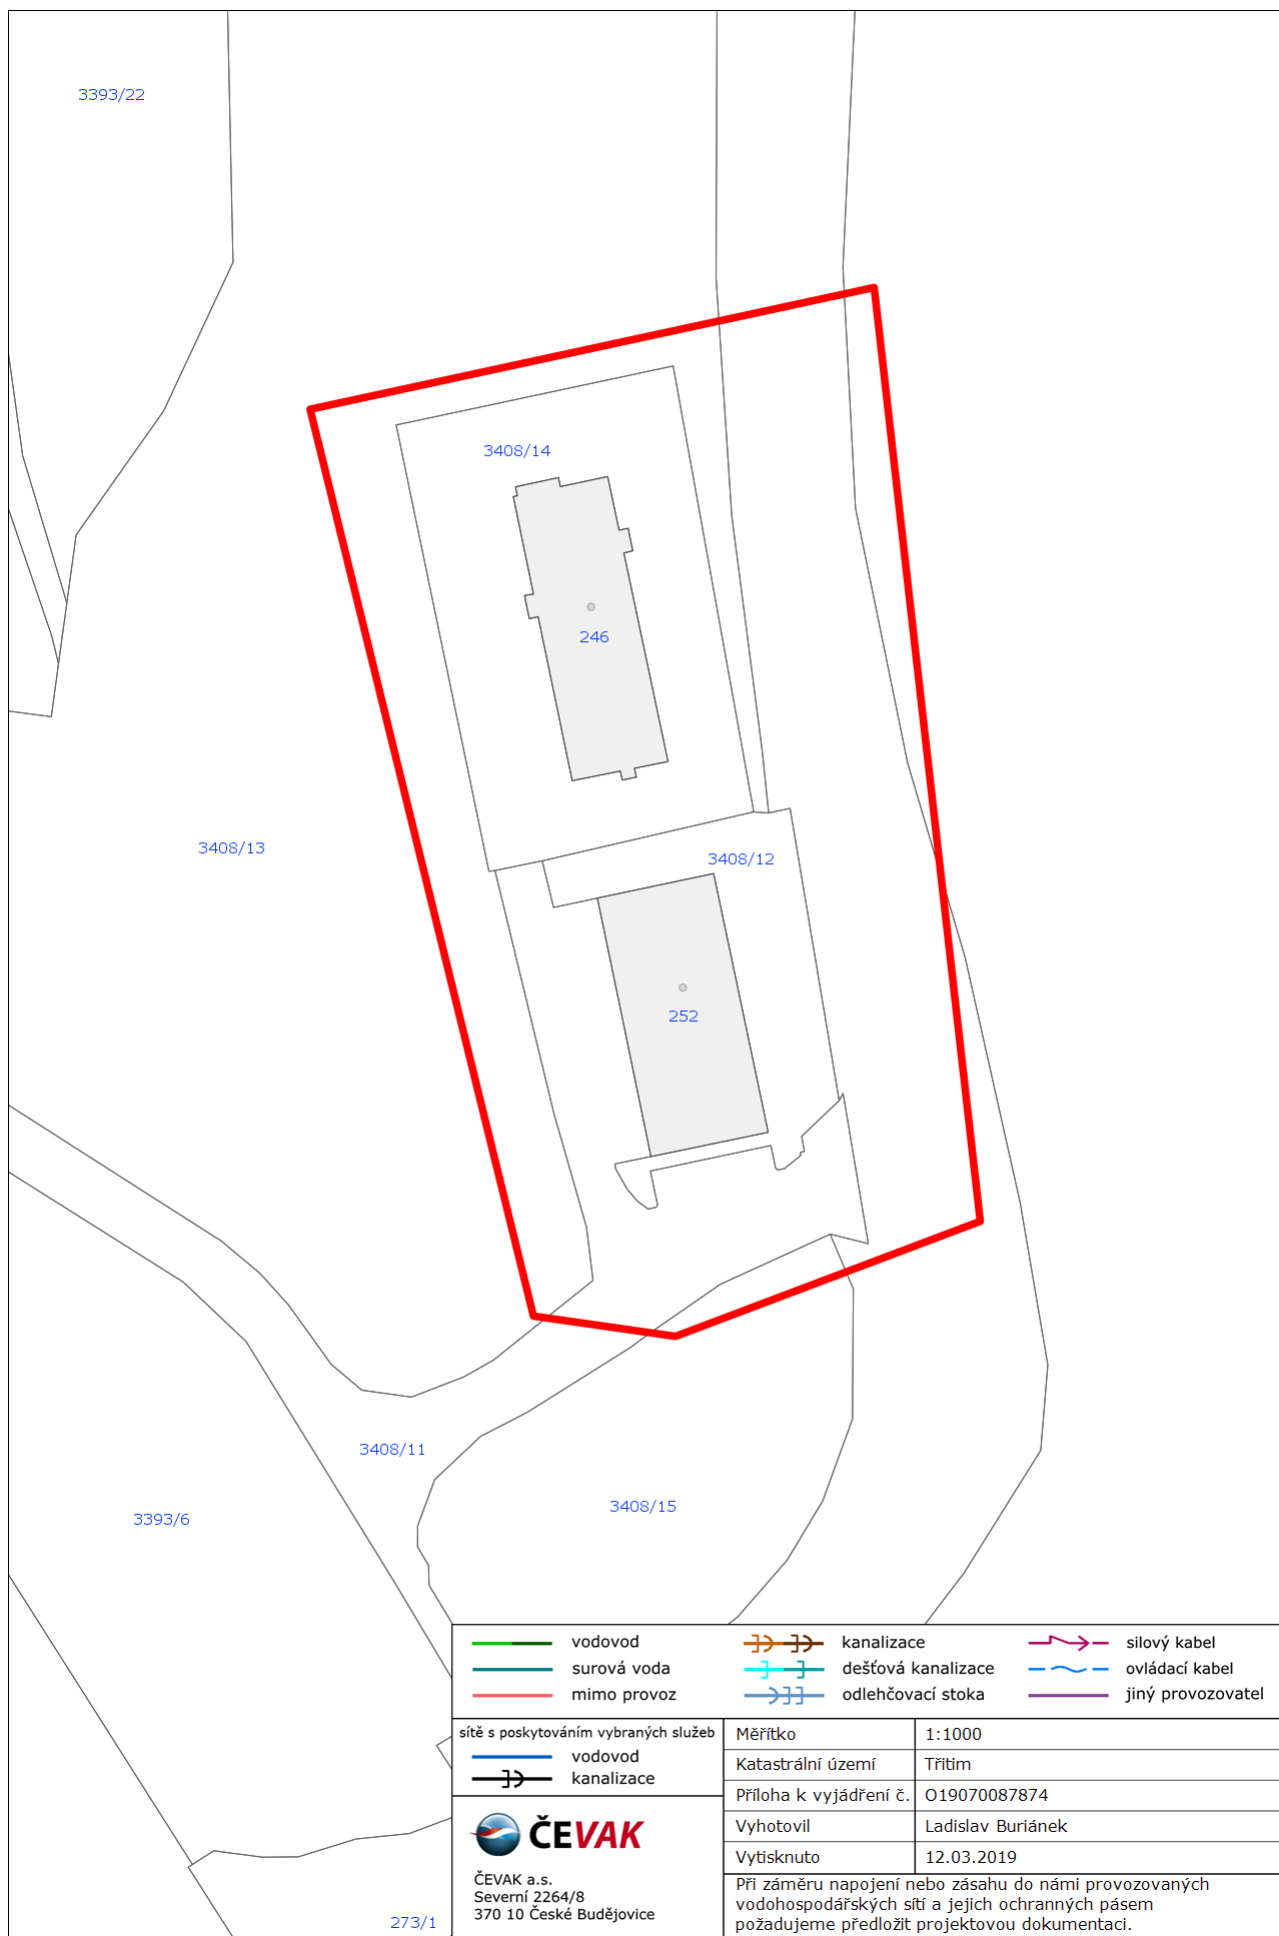 3393/22
3408/14
246
3408/13
3408/12
252
3408/11
3408/15
3393/6
273/1
vodovod
surová voda
mimo provoz
kanalizace
dešťová kanalizace
odlehčovací stoka
silový kabel
ovládací kabel
jiný provozovatel
sítě s poskytováním vybraných služeb
vodovod
kanalizace
ČEVAK
ČEVAK a.s.
Severní 2264/8
370 10 České Budějovice
Měřítko 1:1000
Katastrální území Třitim
Příloha k vyjádření č. O19070087874
Vyhotovil Ladislav Buriánek
Vytisknuto 12.03.2019
Při záměru napojení nebo zásahu do námi provozovaných
vodohospodářských sítí a jejich ochranných pásem
požadujeme předložit projektovou dokumentaci.